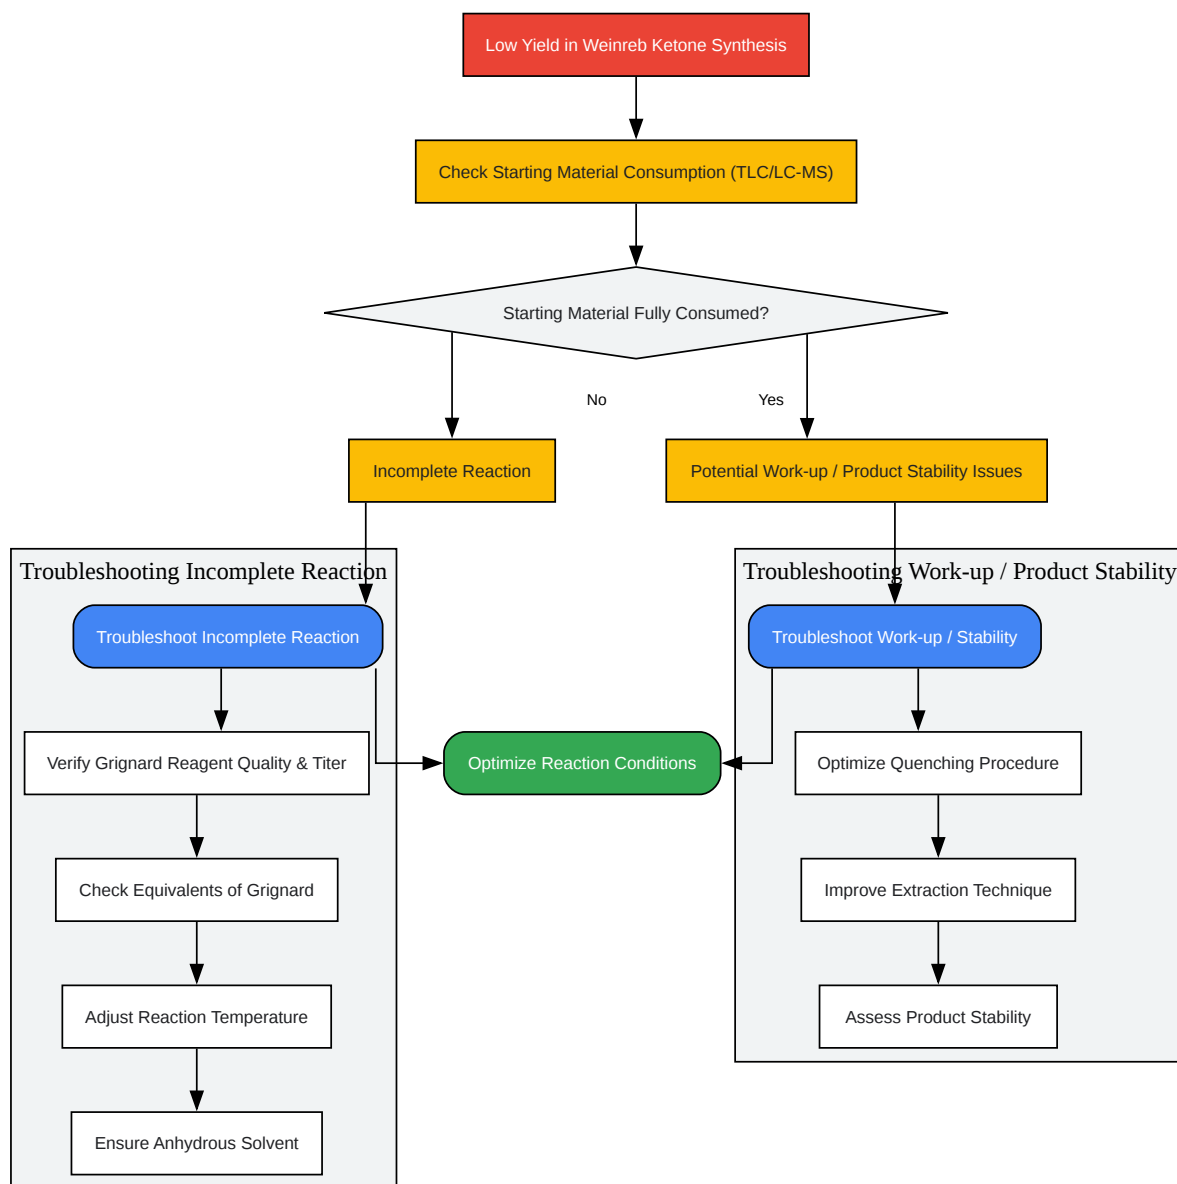 Low Yield in Weinreb Ketone Synthesis
Check Starting Material Consumption (TLC/LC-MS)
Starting Material Fully Consumed?
No
Yes
Incomplete Reaction
Potential Work-up / Product Stability Issues
Troubleshooting Incomplete Reaction
Troubleshooting Work-up / Product Stability
Troubleshoot Incomplete Reaction
Troubleshoot Work-up / Stability
Verify Grignard Reagent Quality & Titer
Optimize Reaction Conditions
Optimize Quenching Procedure
Check Equivalents of Grignard
Improve Extraction Technique
Adjust Reaction Temperature
Assess Product Stability
Ensure Anhydrous Solvent